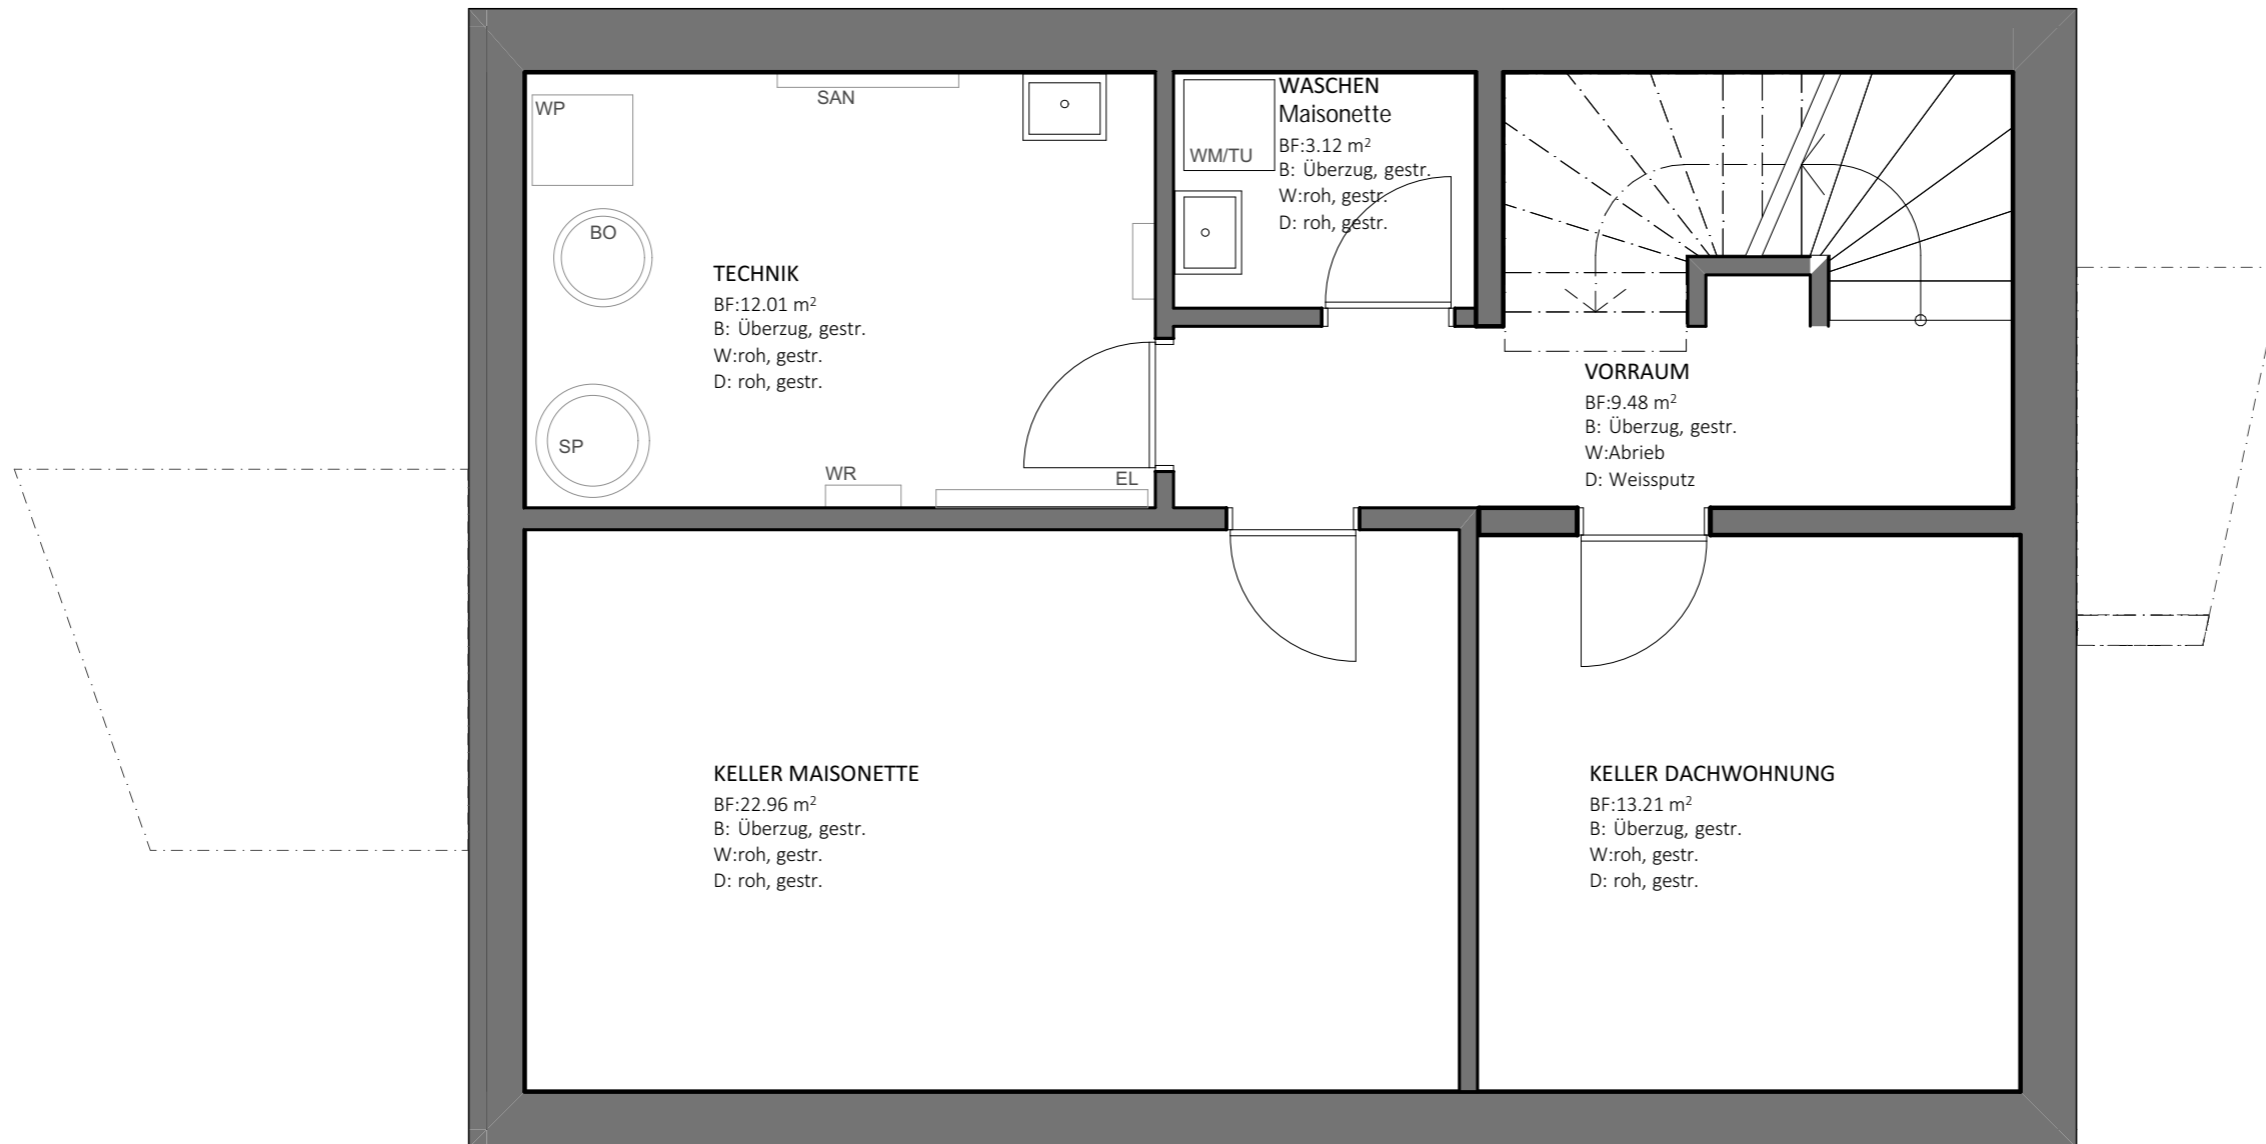 WP
SAN
BO
TECHNIK
BF:12.01 m²
B: Überzug, gestr.
W:roh, gestr.
D: roh, gestr.
SP
WR
EL
WASCHEN
Maisonette
BF:3.12 m²
B: Überzug, gestr.
W:roh, gestr.
D: roh, gestr.
WM/TU
VORRAUM
BF:9.48 m²
B: Überzug, gestr.
W:Abrieb
D: Weissputz
KELLER MAISONETTE
BF:22.96 m²
B: Überzug, gestr.
W:roh, gestr.
D: roh, gestr.
KELLER DACHWOHNUNG
BF:13.21 m²
B: Überzug, gestr.
W:roh, gestr.
D: roh, gestr.